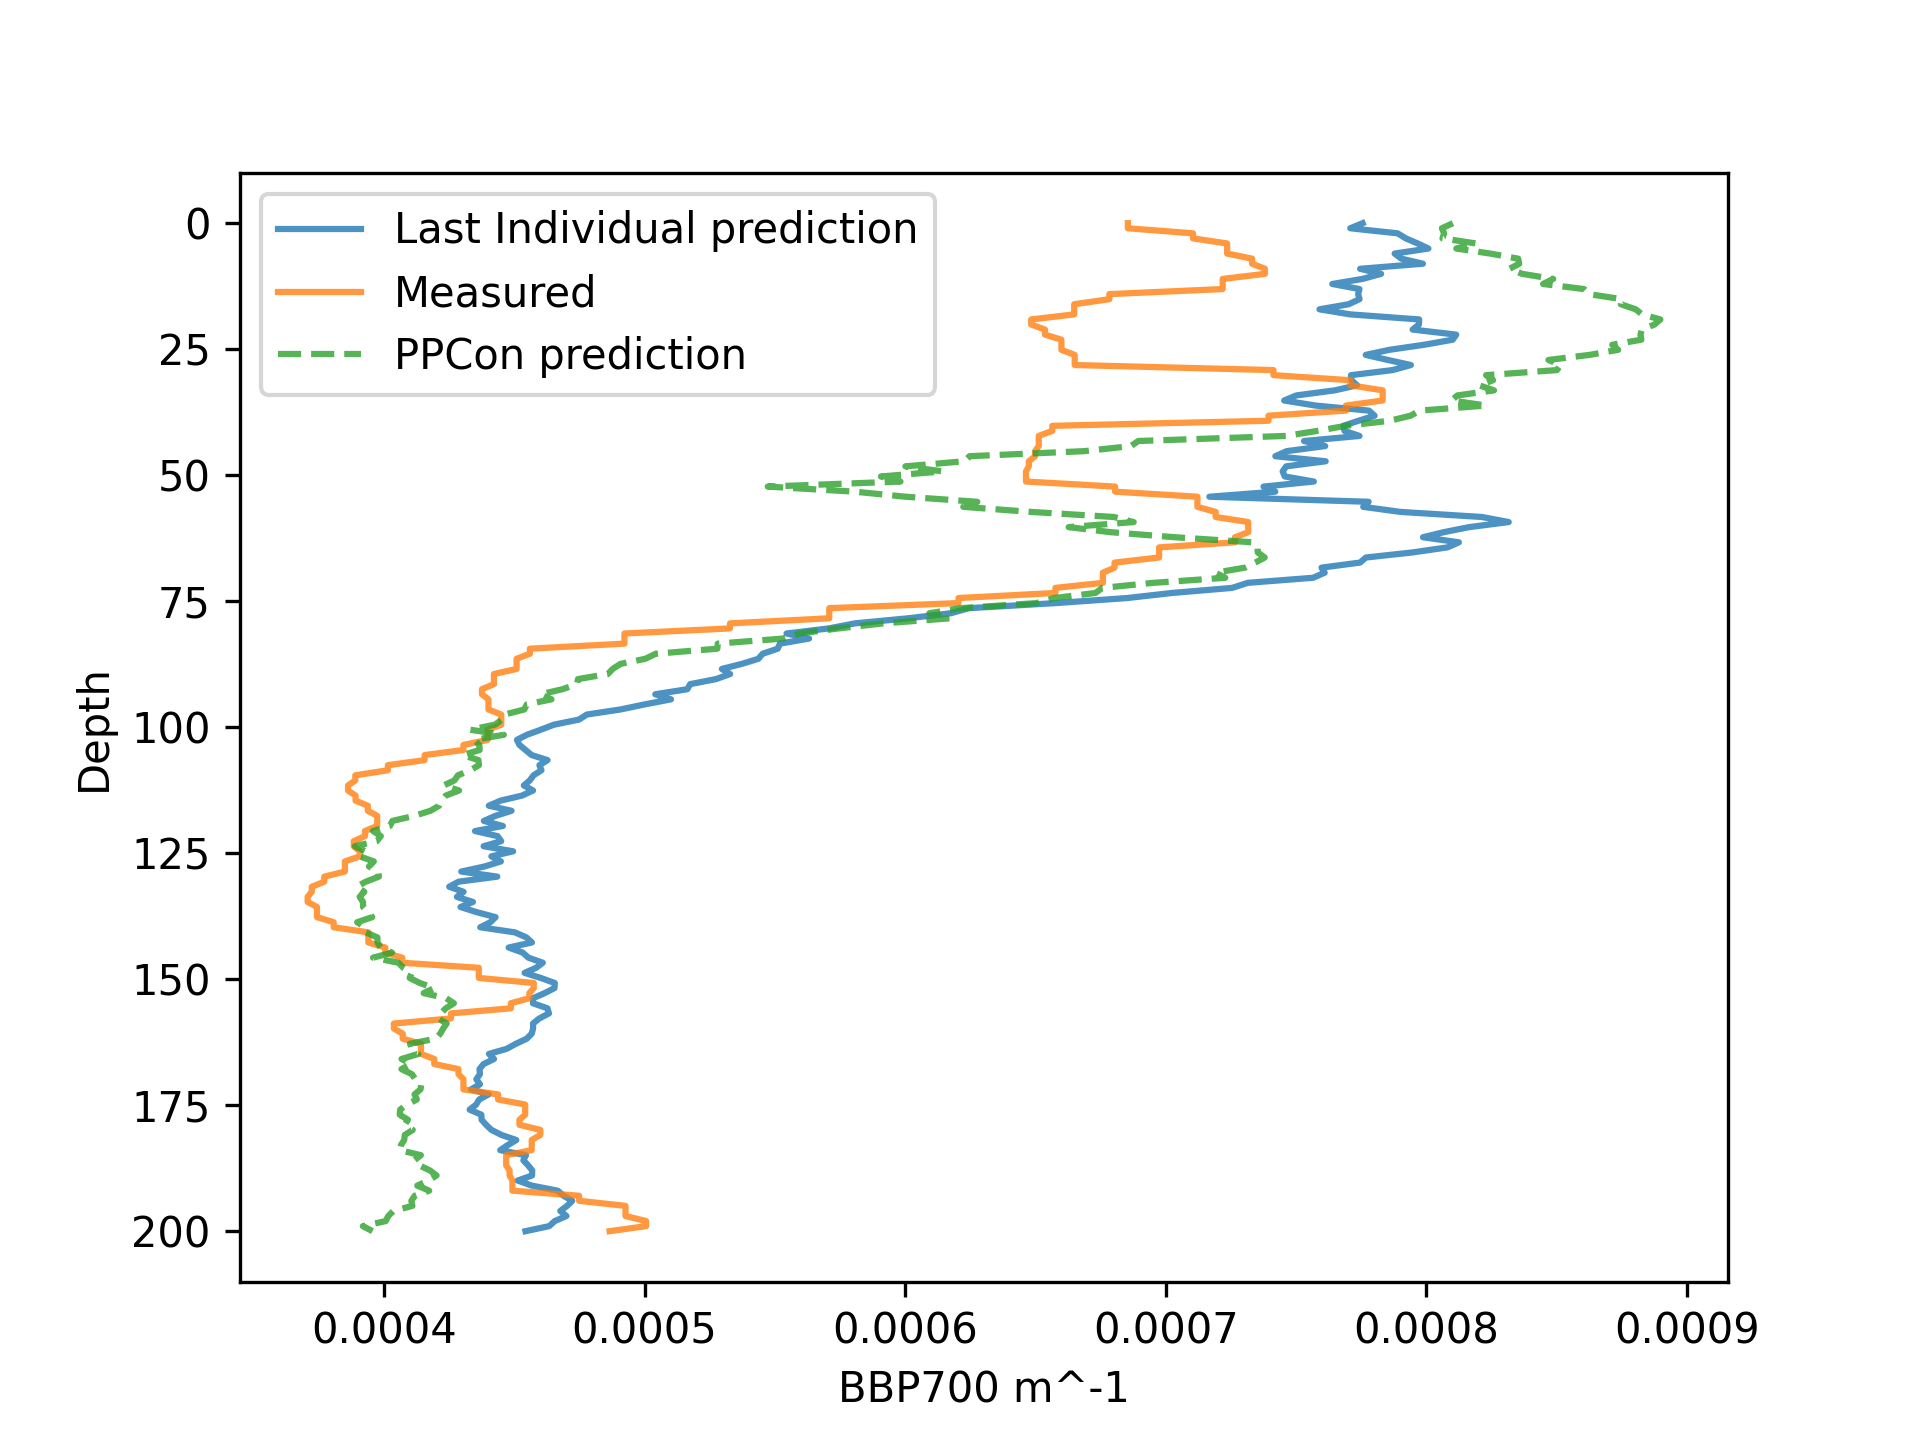 Last Individual prediction
Measured
PPCon prediction
0
25
50
75
100
125
150
175
200
Depth
0.0004 0.0005 0.0006 0.0007 0.0008 0.0009
BBP700 m^-1